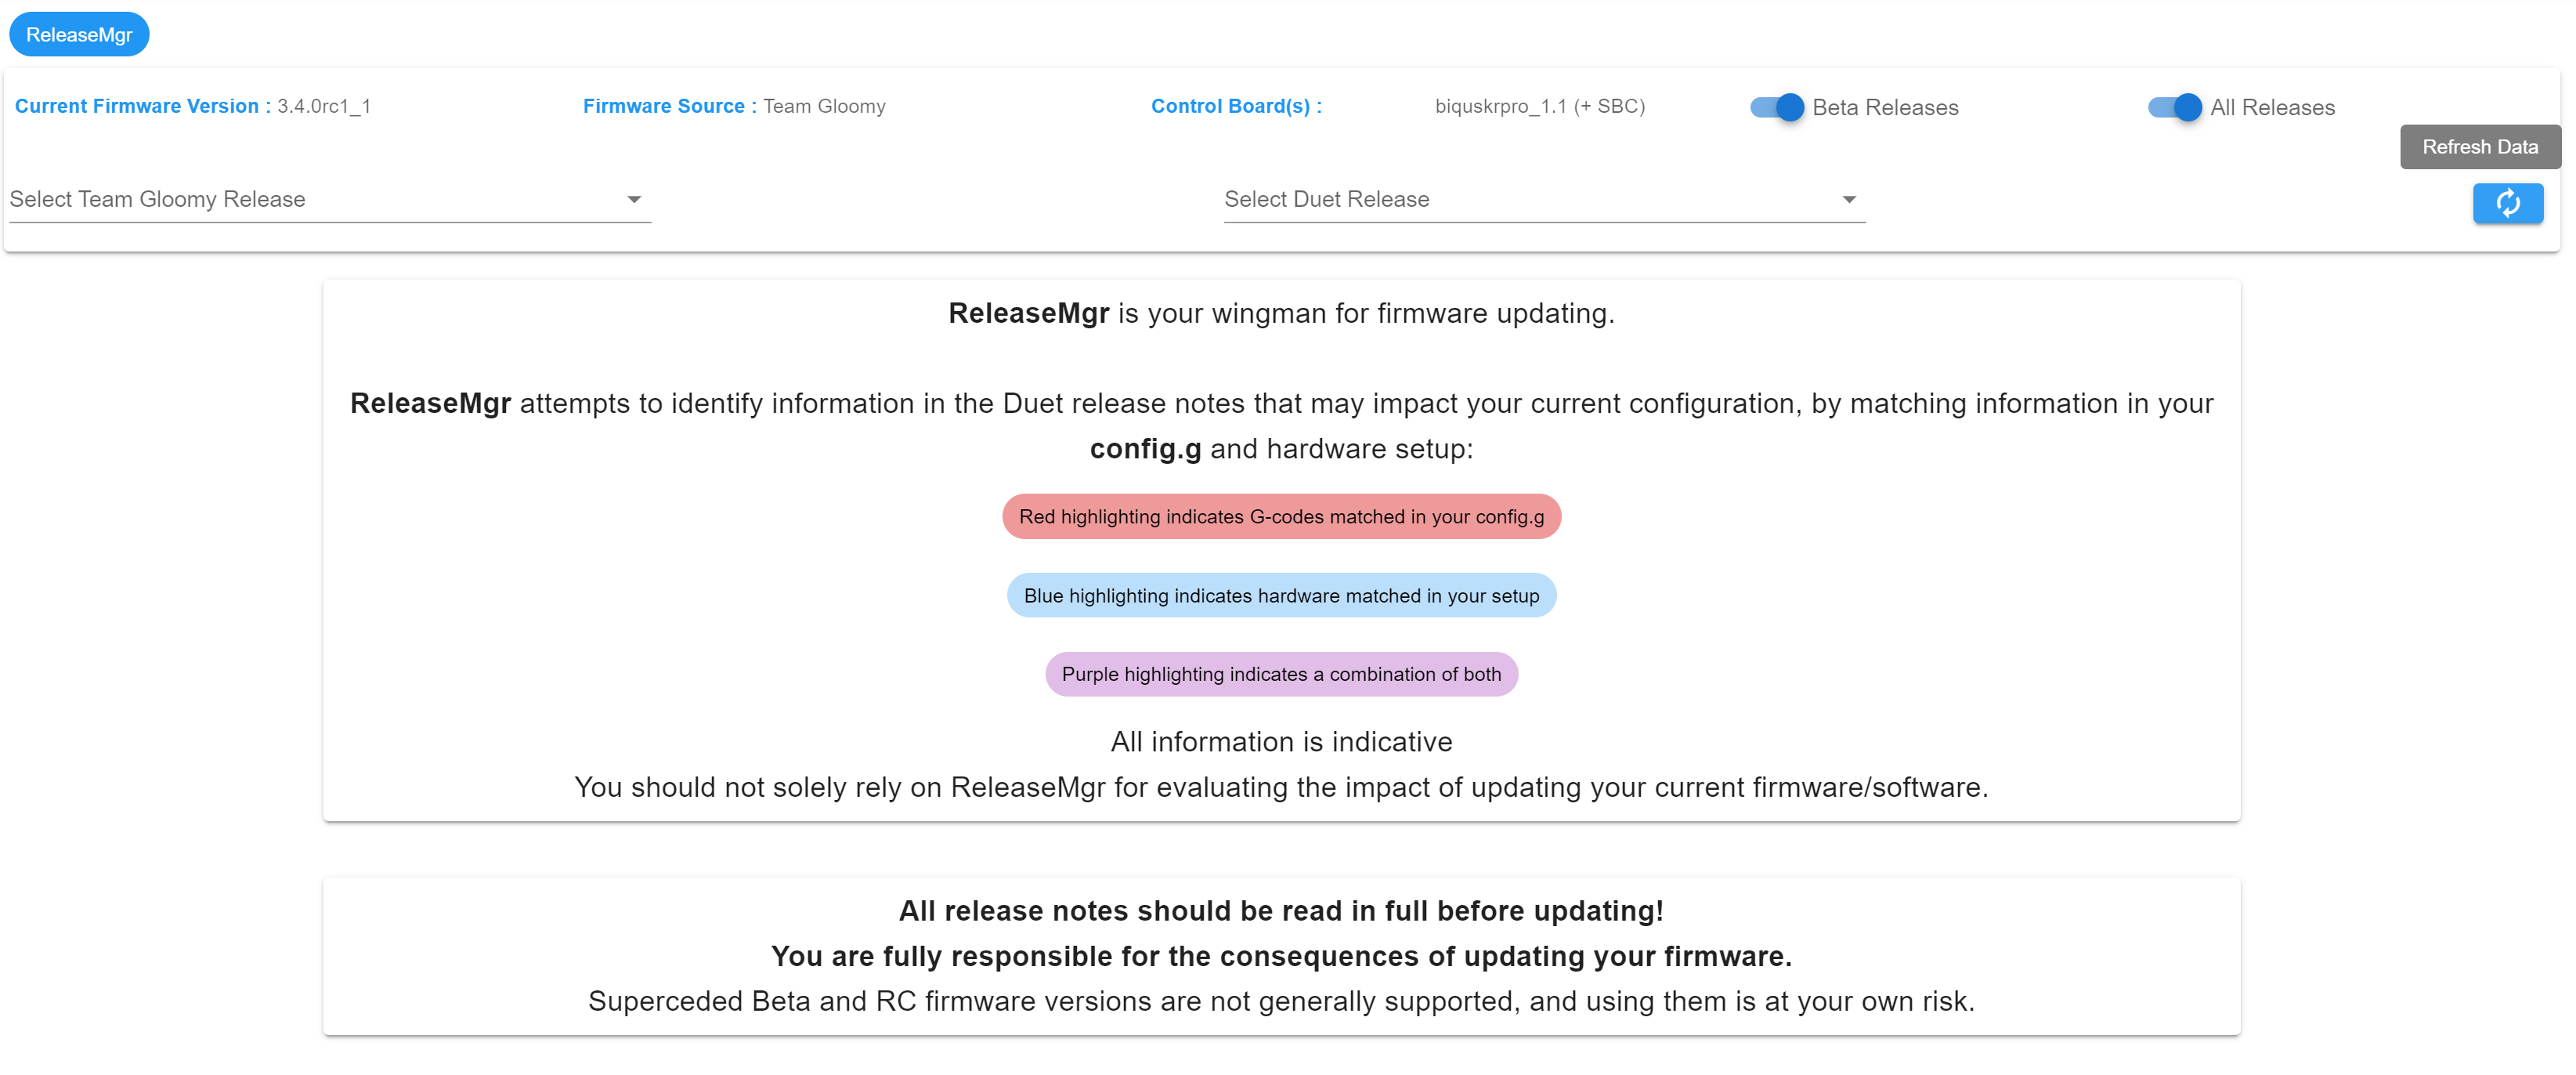 ReleaseMgr
Current Firmware Version : 3.4.0rc1_1 Firmware Source : Team Gloomy Control Board(s) : biquskrpro_1.1 (+ SBC) Beta Releases All Releases
Refresh Data
Select Team Gloomy Release Select Duet Release
ReleaseMgr is your wingman for firmware updating.
ReleaseMgr attempts to identify information in the Duet release notes that may impact your current configuration, by matching information in your
config.g and hardware setup:
Red highlighting indicates G-codes matched in your config.g
Blue highlighting indicates hardware matched in your setup
Purple highlighting indicates a combination of both
All information is indicative
You should not solely rely on ReleaseMgr for evaluating the impact of updating your current firmware/software.
All release notes should be read in full before updating!
You are fully responsible for the consequences of updating your firmware.
Superceded Beta and RC firmware versions are not generally supported, and using them is at your own risk.